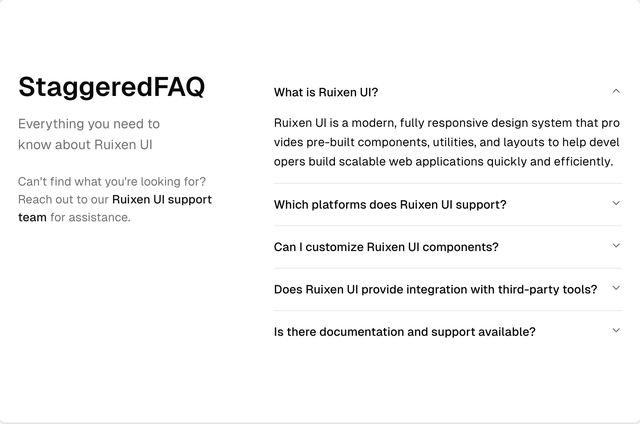 StaggeredFAQ
Everything you need to
know about Ruixen UI
Can't find what you're looking for?
Reach out to our Ruixen UI support
team for assistance.
What is Ruixen UI?
Ruixen UI is a modern, fully responsive design system that pro
vides pre-built components, utilities, and layouts to help devel
opers build scalable web applications quickly and efficiently.
Which platforms does Ruixen UI support?
Can I customize Ruixen UI components?
Does Ruixen UI provide integration with third-party tools?
Is there documentation and support available?